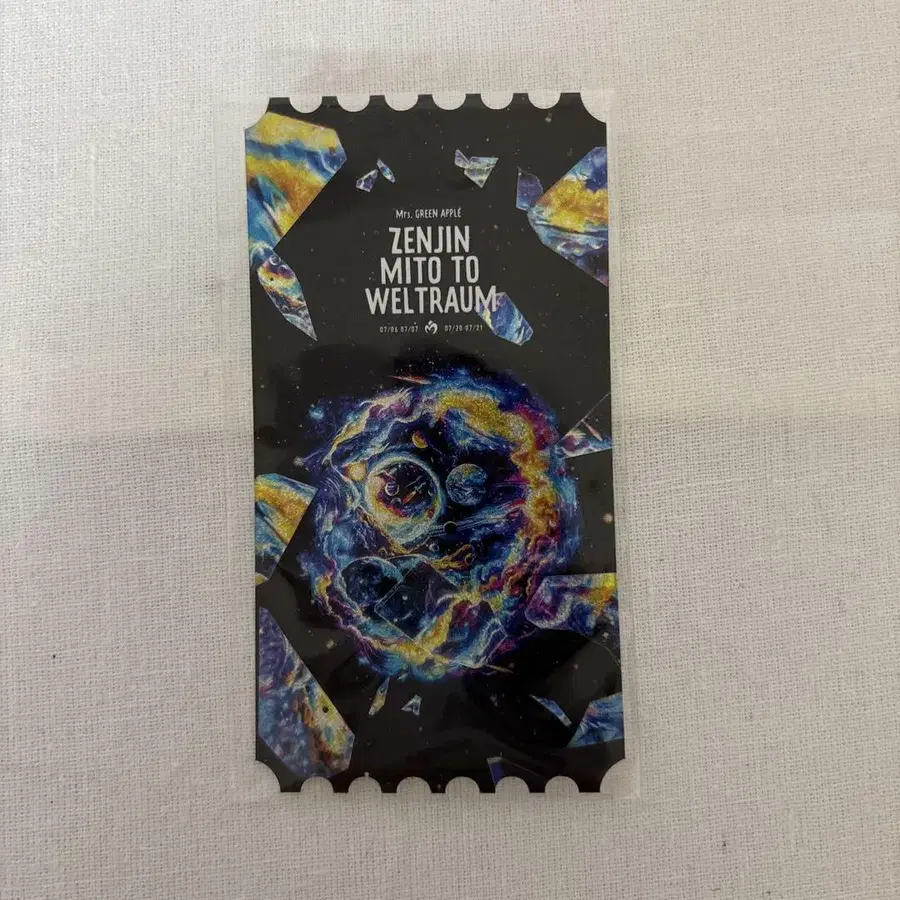 Mrs. GREEN APPLE
ZENJIN
MITO TO
WELTRAUM
07/06 07/07 07/20 07/21